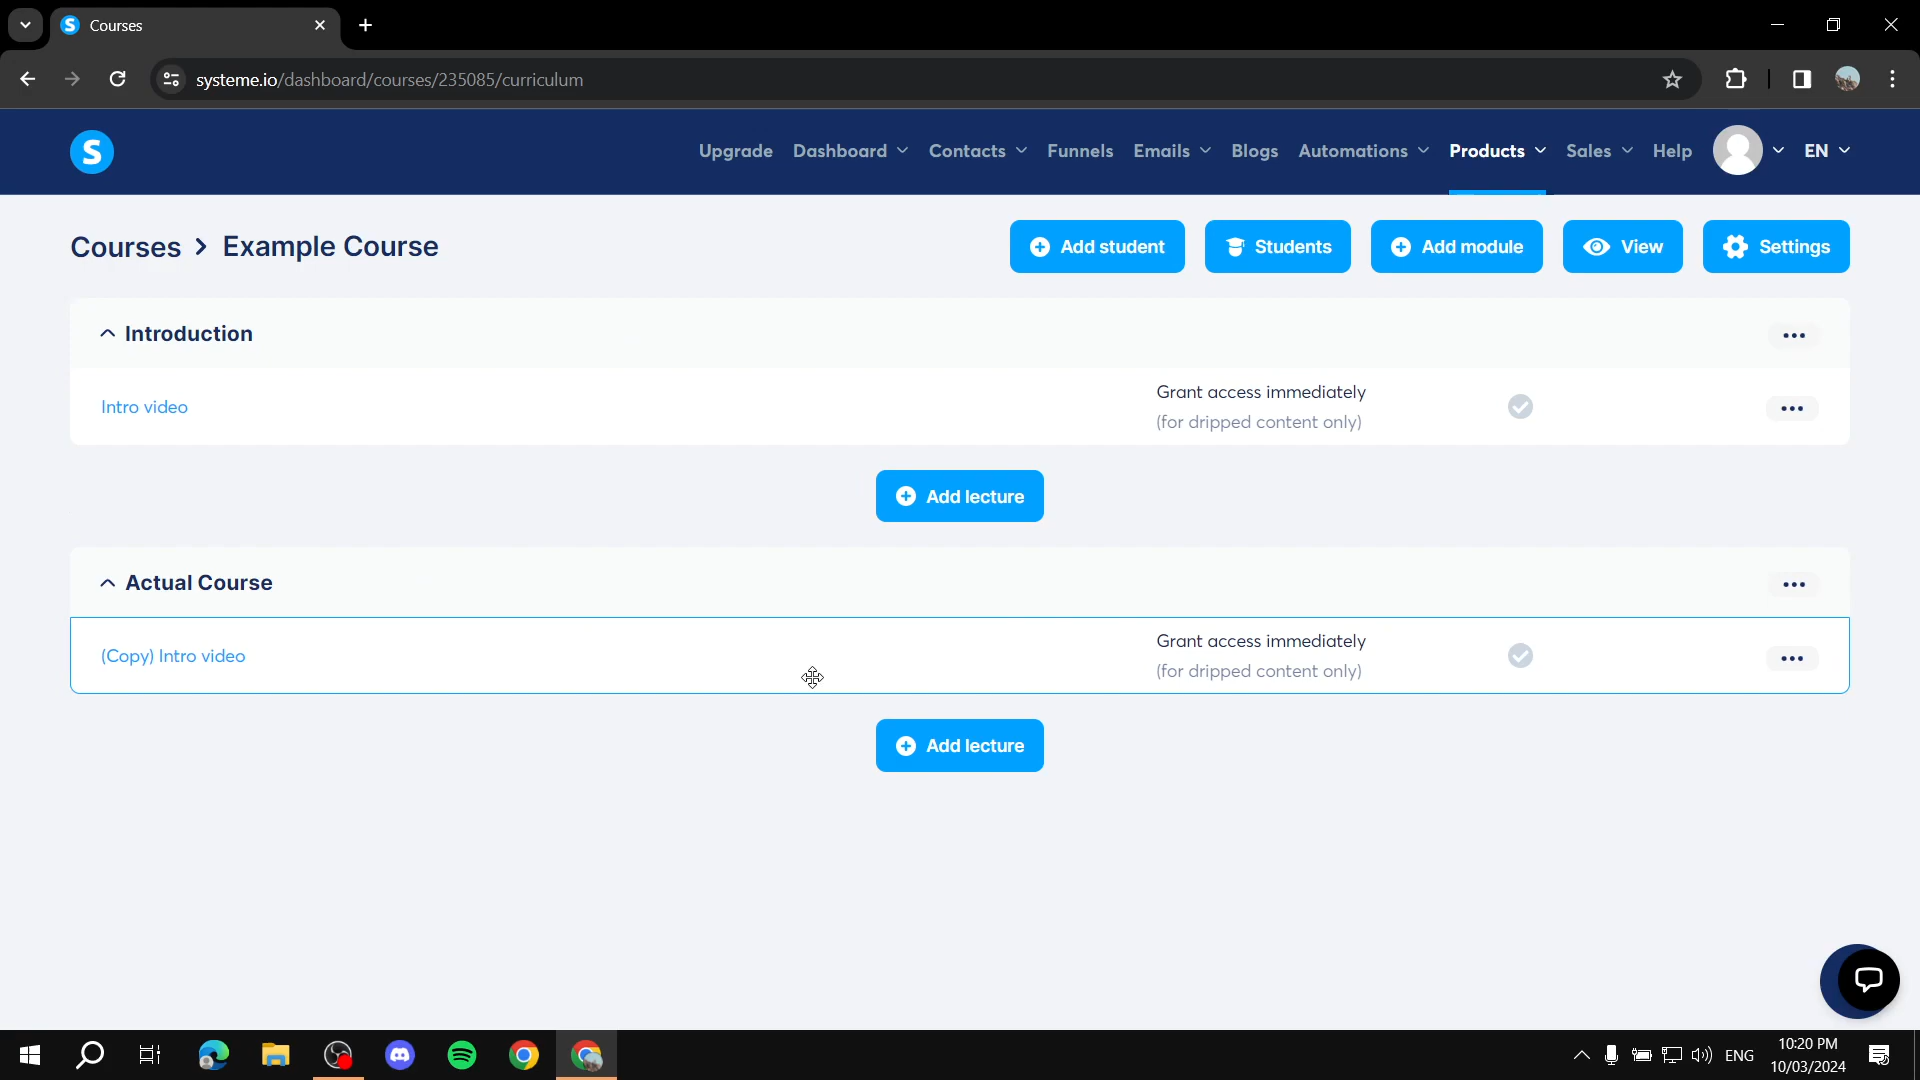 Courses
systeme.io/dashboard/courses/235085/curriculum
S
Upgrade Dashboard Contacts Funnels Emails Blogs Automations Products Sales Help EN
Courses > Example Course
Add student
Students
Add module
View
Settings
Introduction
Intro video
Grant access immediately
(for dripped content only)
Add lecture
Actual Course
(Copy) Intro video
Grant access immediately
(for dripped content only)
Add lecture
ENG
10:20 PM
10/03/2024